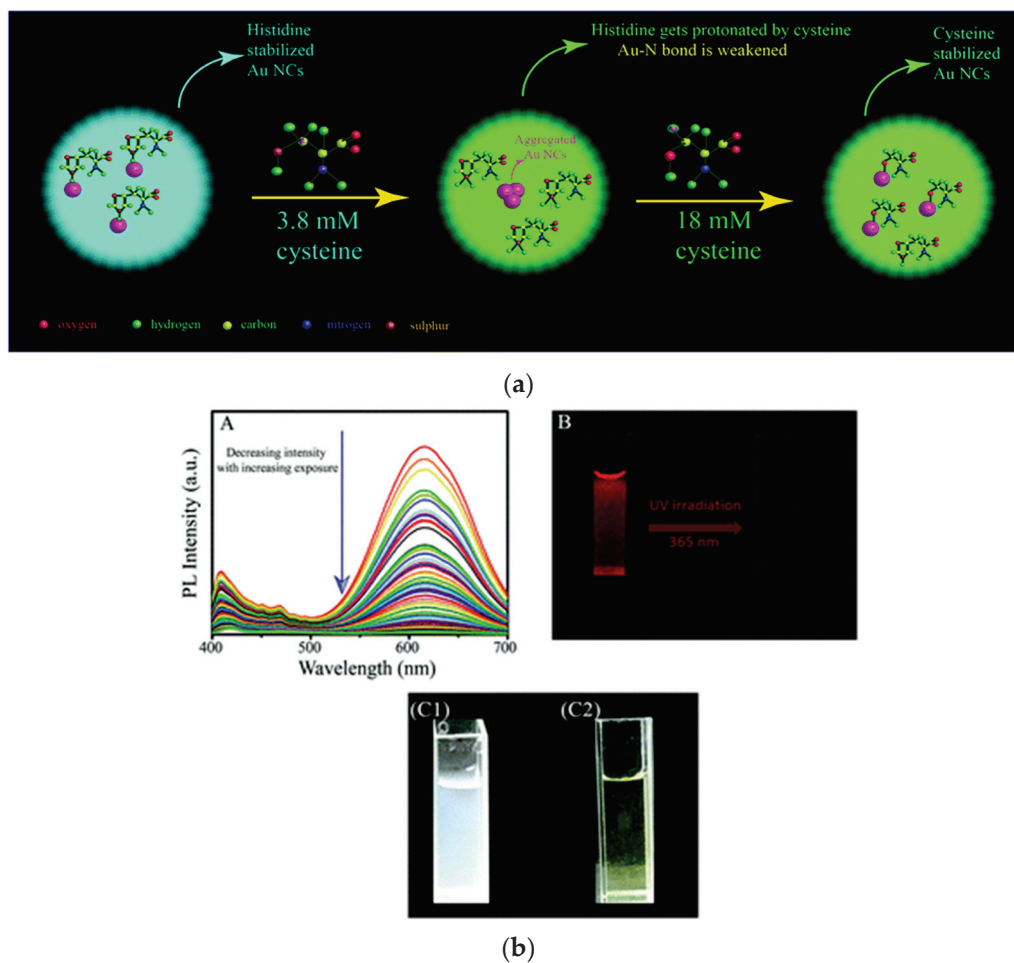 Histidine
stabilized
Au NCs
Histidine gets protonated by cysteine
Au-N bond is weakened
Cysteine
stabilized
Au NCs
Aggregated
Au NCs
3.8 mM
cysteine
18 mM
cysteine
oxygen
hydrogen
carbon
nitrogen
sulphur
(a)
A
Decreasing intensity
with increasing exposure
PL Intensity (a.u.)
400
500
600
700
Wavelength (nm)
B
UV irradiation
365 nm
(C1)
(C2)
(b)